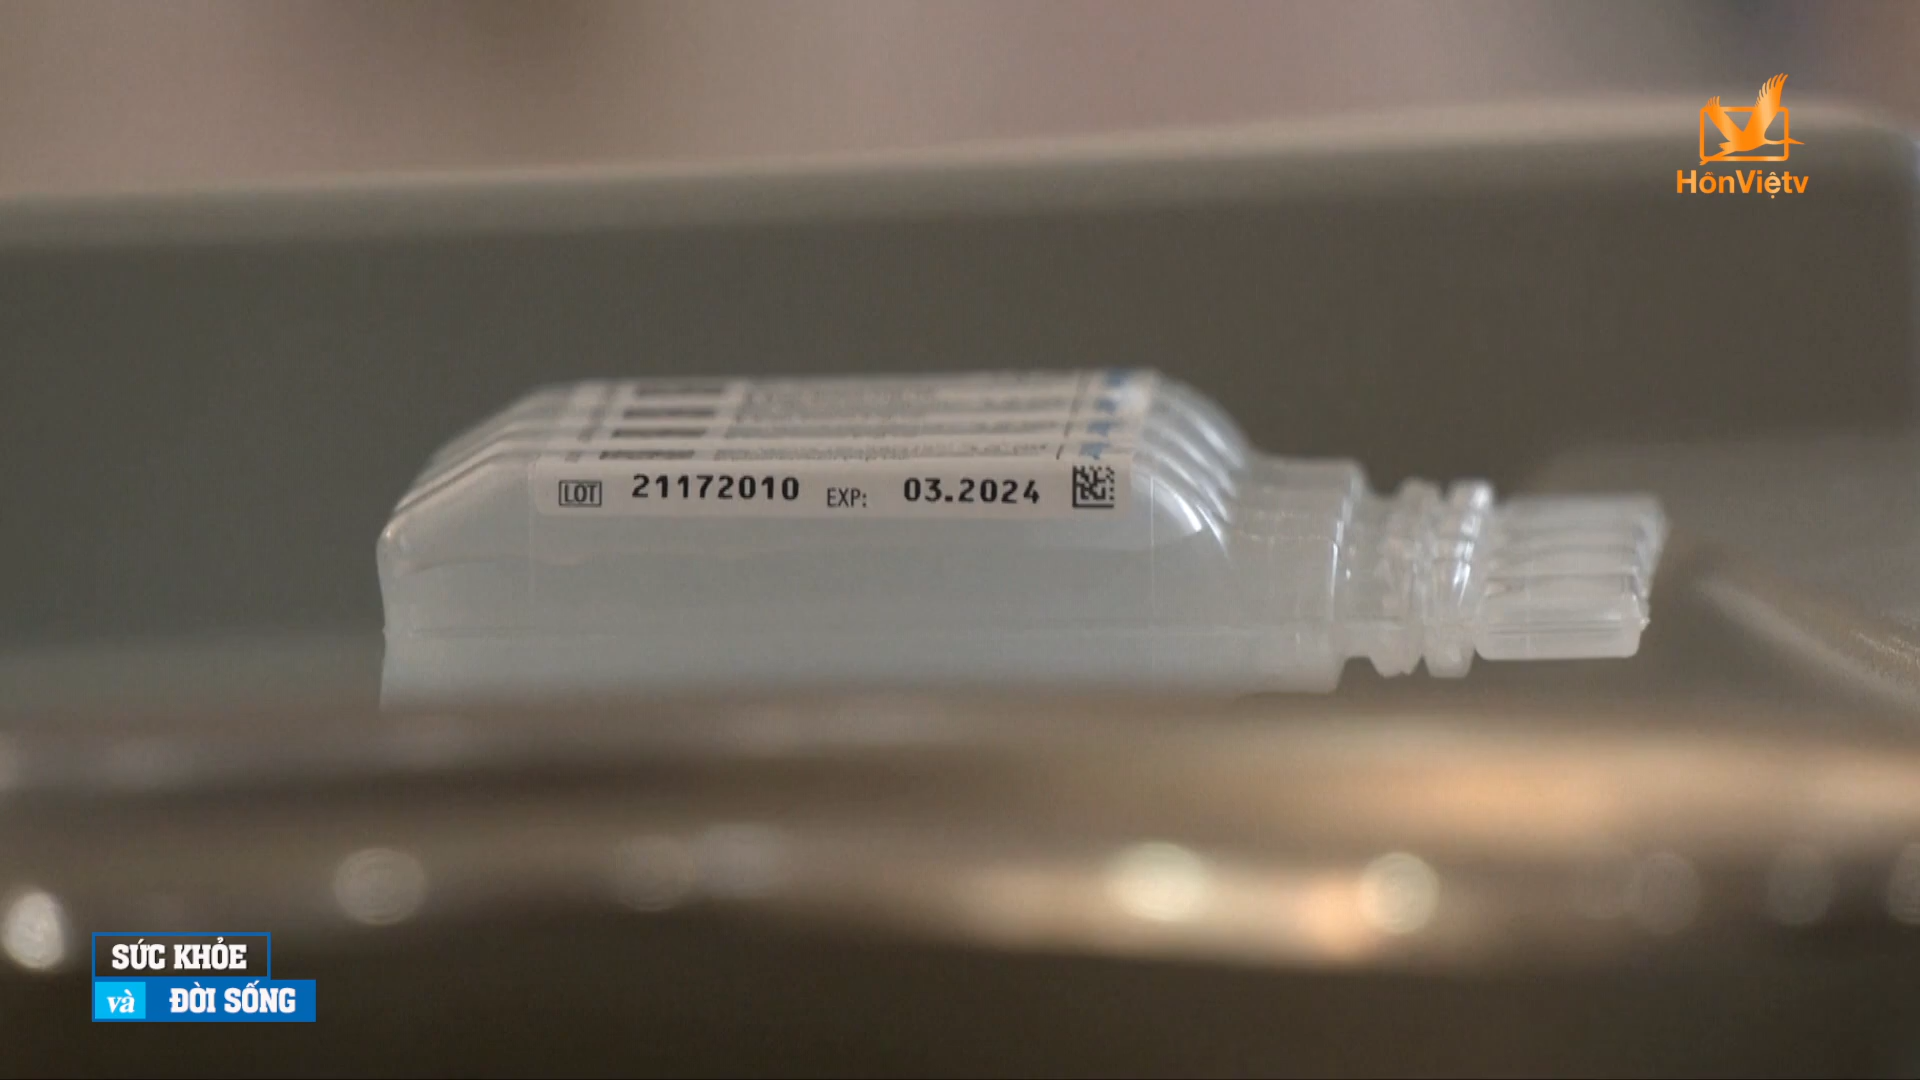 HồnViệtv
LOT 21172010 EXP: 03.2024
SỨC KHỎE
và ĐỜI SỐNG